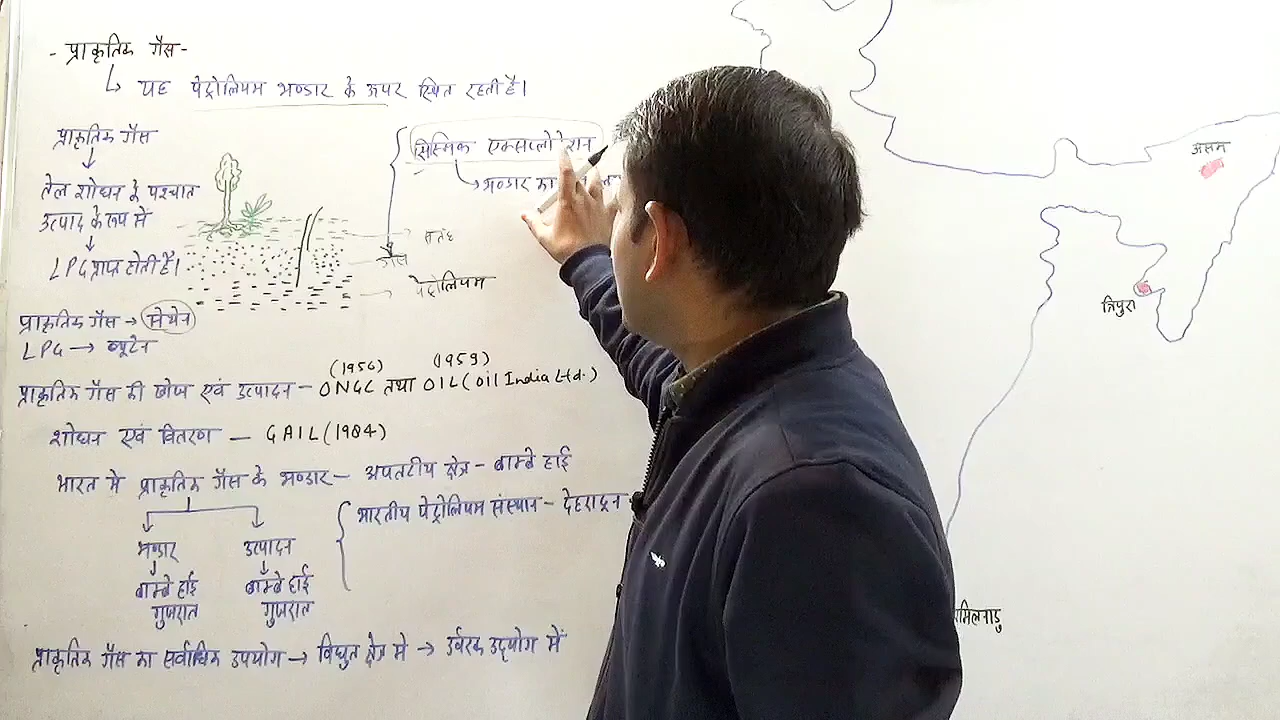 - प्राकृतिक गैस -
यह पेट्रोलियम भण्डार के ऊपर स्थित रहती है।
प्राकृतिक गैस
तेल शोधन के पश्चात
उत्पाद के रूप में
LPG प्राप्त होती है।
सिस्मिक एक्सप्लोरेशन
भण्डार का
सतह
गैस
पेट्रोलियम
प्राकृतिक गैस → मेथेन
LPG → ब्यूटेन
(1956) (1959)
प्राकृतिक गैस की खोज एवं उत्पादन - ONGC तथा OIL (Oil India Ltd.)
शोधन एवं वितरण - GAIL (1984)
भारत में प्राकृतिक गैस के भण्डार - अपतटीय क्षेत्र - बाम्बे हाई
भारतीय पेट्रोलियम संस्थान - देहरादून
भण्डार उत्पादन
बाम्बे हाई बाम्बे हाई
गुजरात गुजरात
प्राकृतिक गैस का सर्वाधिक उपयोग → विधुत क्षेत्र में → उर्वरक उद्योग में
असम
त्रिपुरा
मिलनाडु